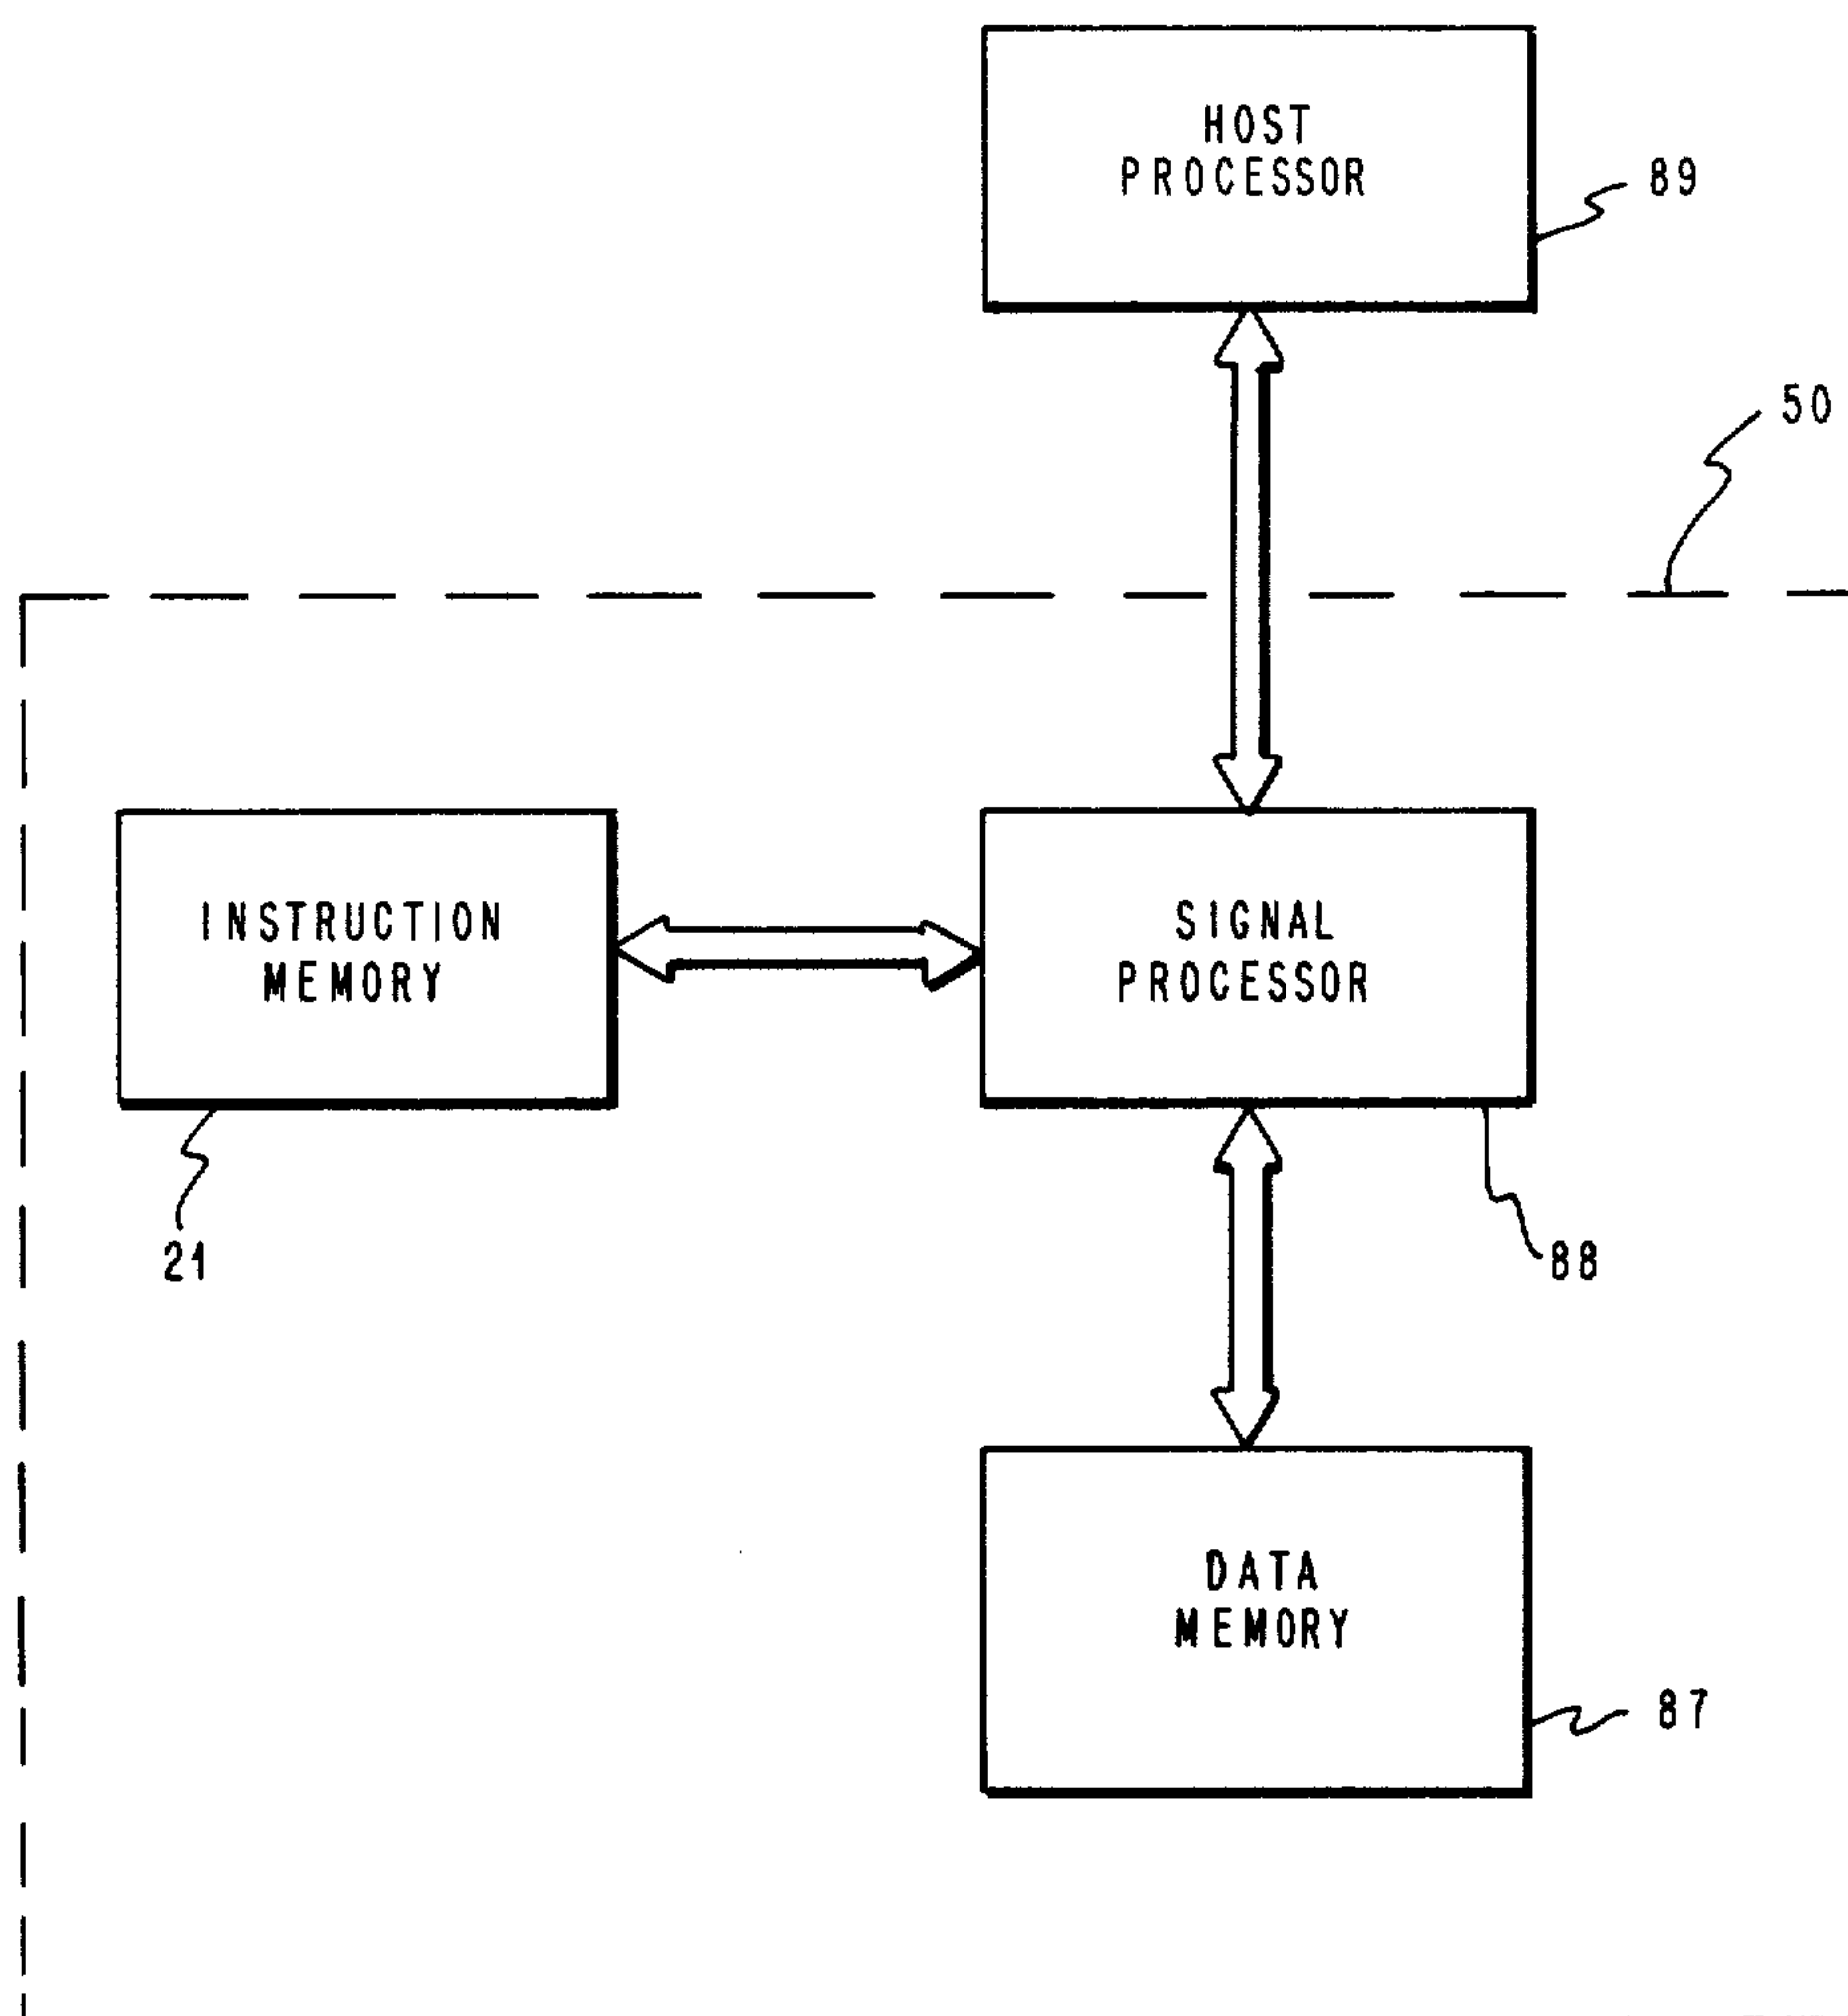 HOST
PROCESSOR
89
50
INSTRUCTION
MEMORY
SIGNAL
PROCESSOR
21
88
DATA
MEMORY
87